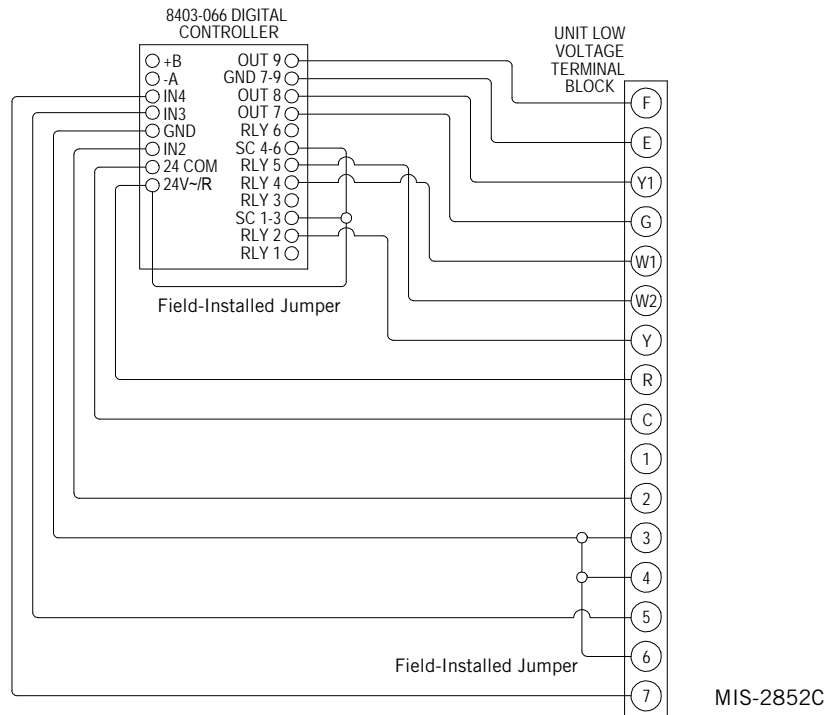 8403-066 DIGITAL
CONTROLLER
+B
-A
IN4
IN3
GND
IN2
24 COM
24V~/R
OUT 9
GND 7-9
OUT 8
OUT 7
RLY 6
SC 4-6
RLY 5
RLY 4
RLY 3
SC 1-3
RLY 2
RLY 1
Field-Installed Jumper
UNIT LOW
VOLTAGE
TERMINAL
BLOCK
F
E
Y1
G
W1
W2
Y
R
C
1
2
3
4
5
6
7
Field-Installed Jumper
MIS-2852C